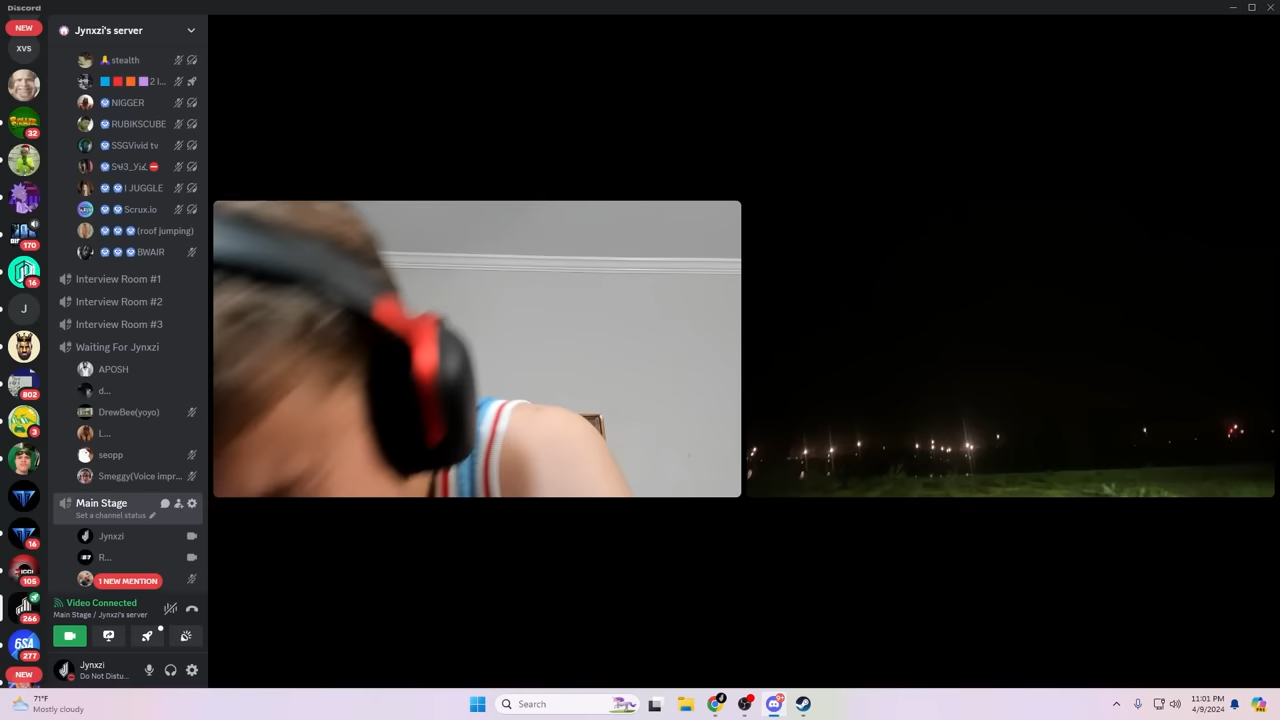 Discord
NEW
XVS
32
170
16
J
802
3
16
105
266
6SA
277
NEW
Jynxzi's server
stealth
2 l...
NIGGER
RUBIKSCUBE
SSGVivid tv
I JUGGLE
Scrux.io
(roof jumping)
BWAIR
Interview Room #1
Interview Room #2
Interview Room #3
Waiting For Jynxzi
APOSH
d...
DrewBee(yoyo)
L...
seopp
Smeggy(Voice impr...
Main Stage
Set a channel status
Jynxzi
R...
1 NEW MENTION
Video Connected
Main Stage / Jynxzi's server
Jynxzi
Do Not Distu...
71°F
Mostly cloudy
Search
11:01 PM
4/9/2024